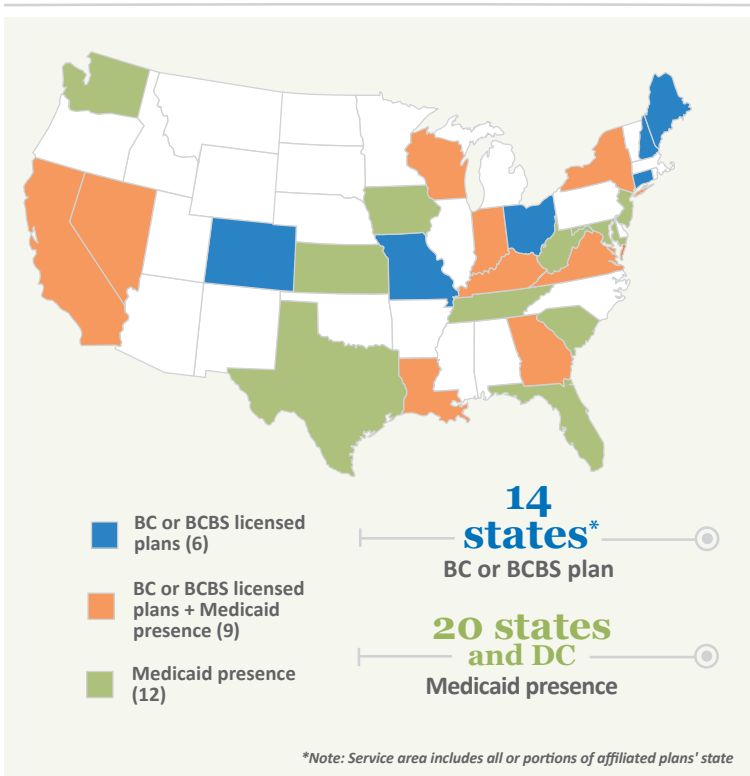 BC or BCBS licensed
plans (6)
BC or BCBS licensed
plans + Medicaid
presence (9)
Medicaid presence
(12)
14
states*
BC or BCBS plan
20 states
and DC
Medicaid presence
*Note: Service area includes all or portions of affiliated plans' state